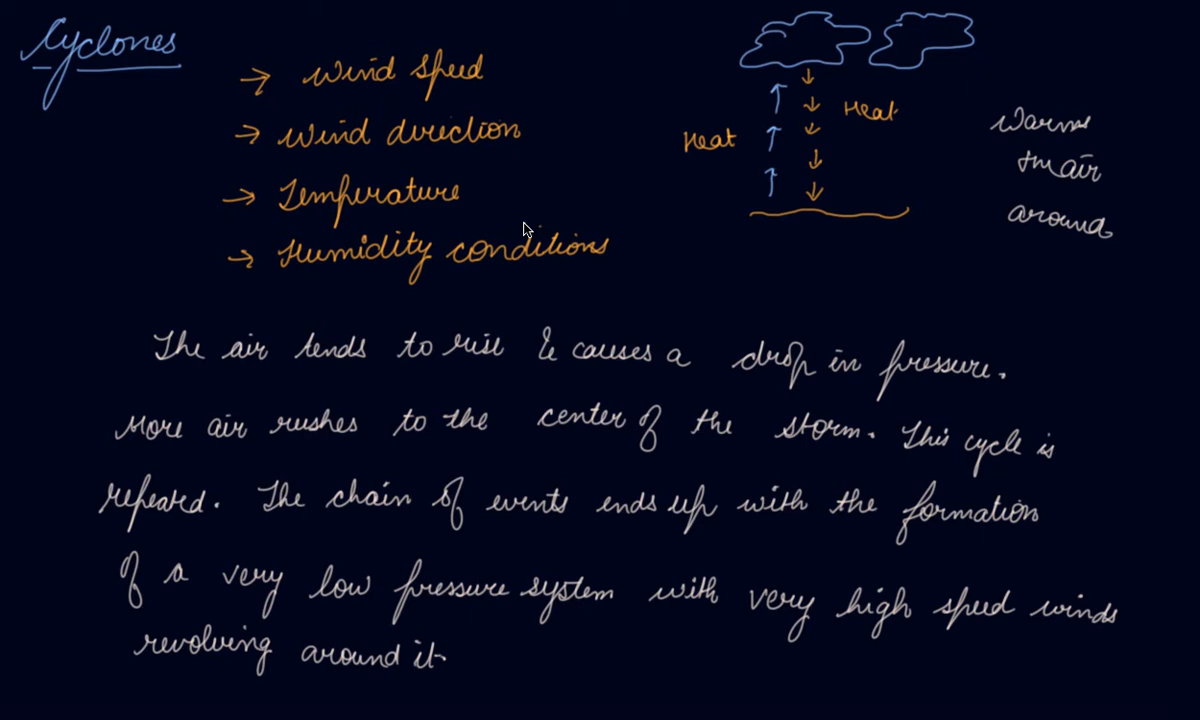 Cyclones
→ Wind speed
→ Wind direction
→ Temperature
→ Humidity conditions
Heat
Heat
Warms
the air
around
The air tends to rise & causes a drop in pressure.
More air rushes to the center of the storm. This cycle is
repeated. The chain of events ends up with the formation
of a very low pressure system with very high speed winds
revolving around it.